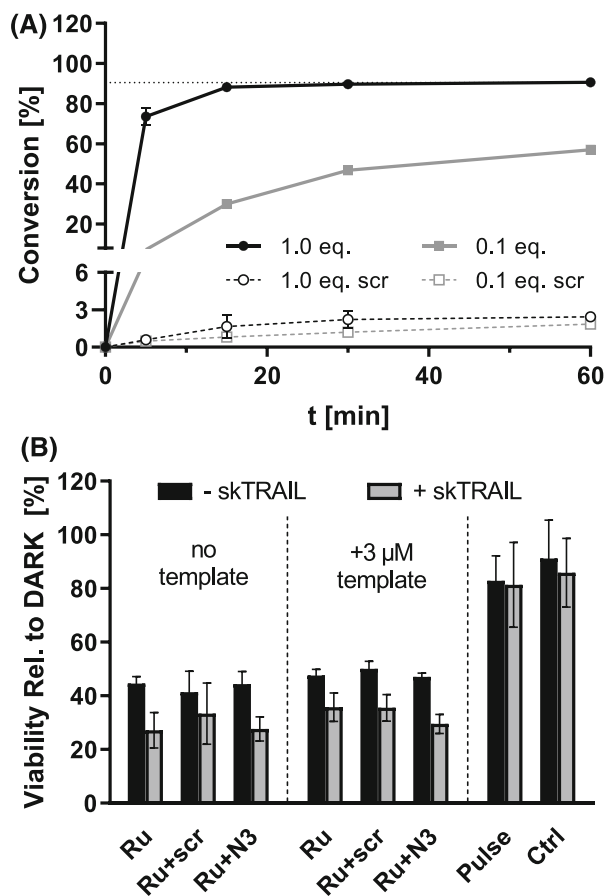 (A)
Conversion [%]
100
80
60
40
20
6
3
0
1.0 eq.
0.1 eq.
1.0 eq. scr
0.1 eq. scr
0
20
40
60
t [min]
(B)
Viability Rel. to DARK [%]
120
100
80
60
40
20
0
- skTRAIL
+ skTRAIL
no
template
+3 µM
template
Ru
Ru+scr
Ru+N3
Ru
Ru+scr
Ru+N3
Pulse
Ctrl